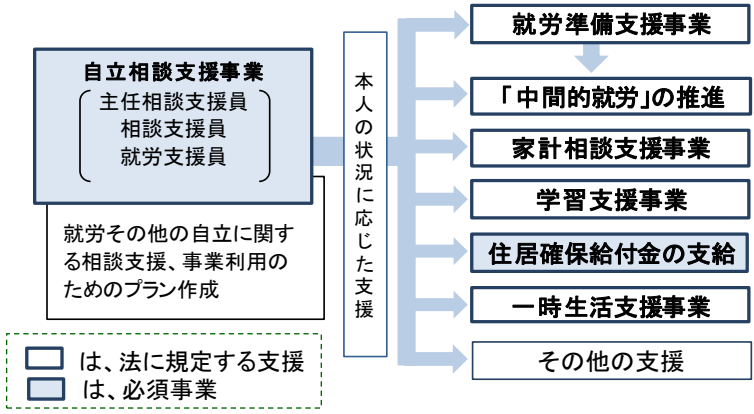 自立相談支援事業
主任相談支援員
相談支援員
就労支援員
就労その他の自立に関す
る相談支援、事業利用の
ためのプラン作成
本人の状況に応じた支援
就労準備支援事業
「中間的就労」の推進
家計相談支援事業
学習支援事業
住居確保給付金の支給
一時生活支援事業
その他の支援
は、法に規定する支援
は、必須事業